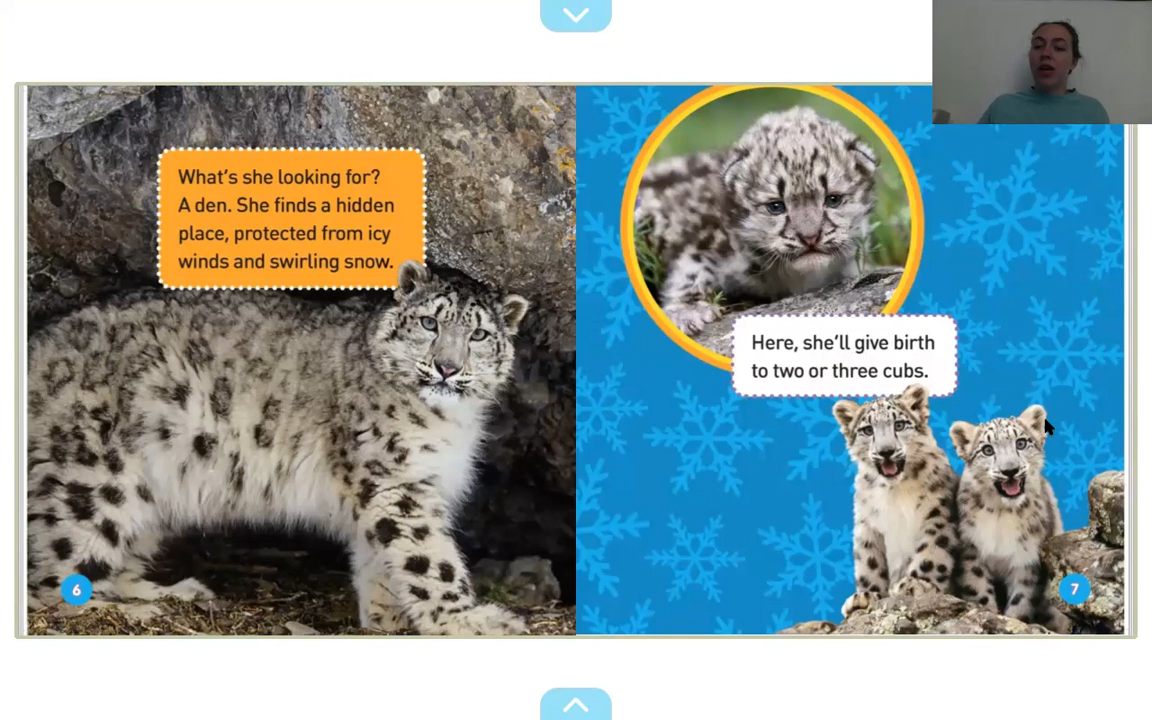 What's she looking for?
A den. She finds a hidden
place, protected from icy
winds and swirling snow.
6
Here, she'll give birth
to two or three cubs.
7